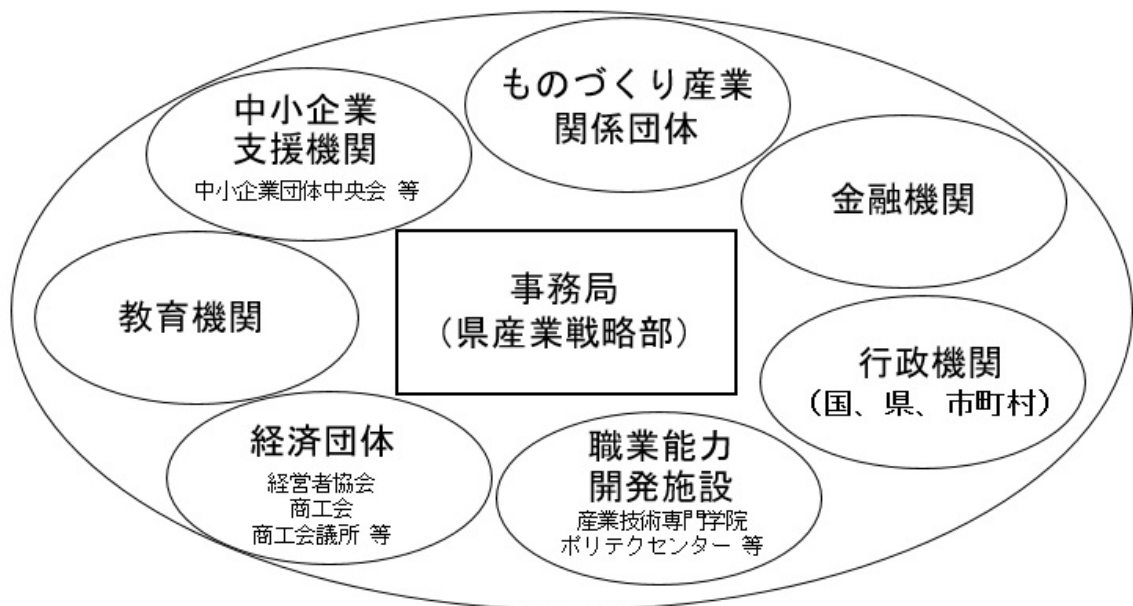 ものづくり産業
関係団体
中小企業
支援機関
中小企業団体中央会 等
金融機関
教育機関
事務局
（県産業戦略部）
行政機関
（国、県、市町村）
経済団体
経営者協会
商工会
商工会議所 等
職業能力
開発施設
産業技術専門学院
ポリテクセンター 等